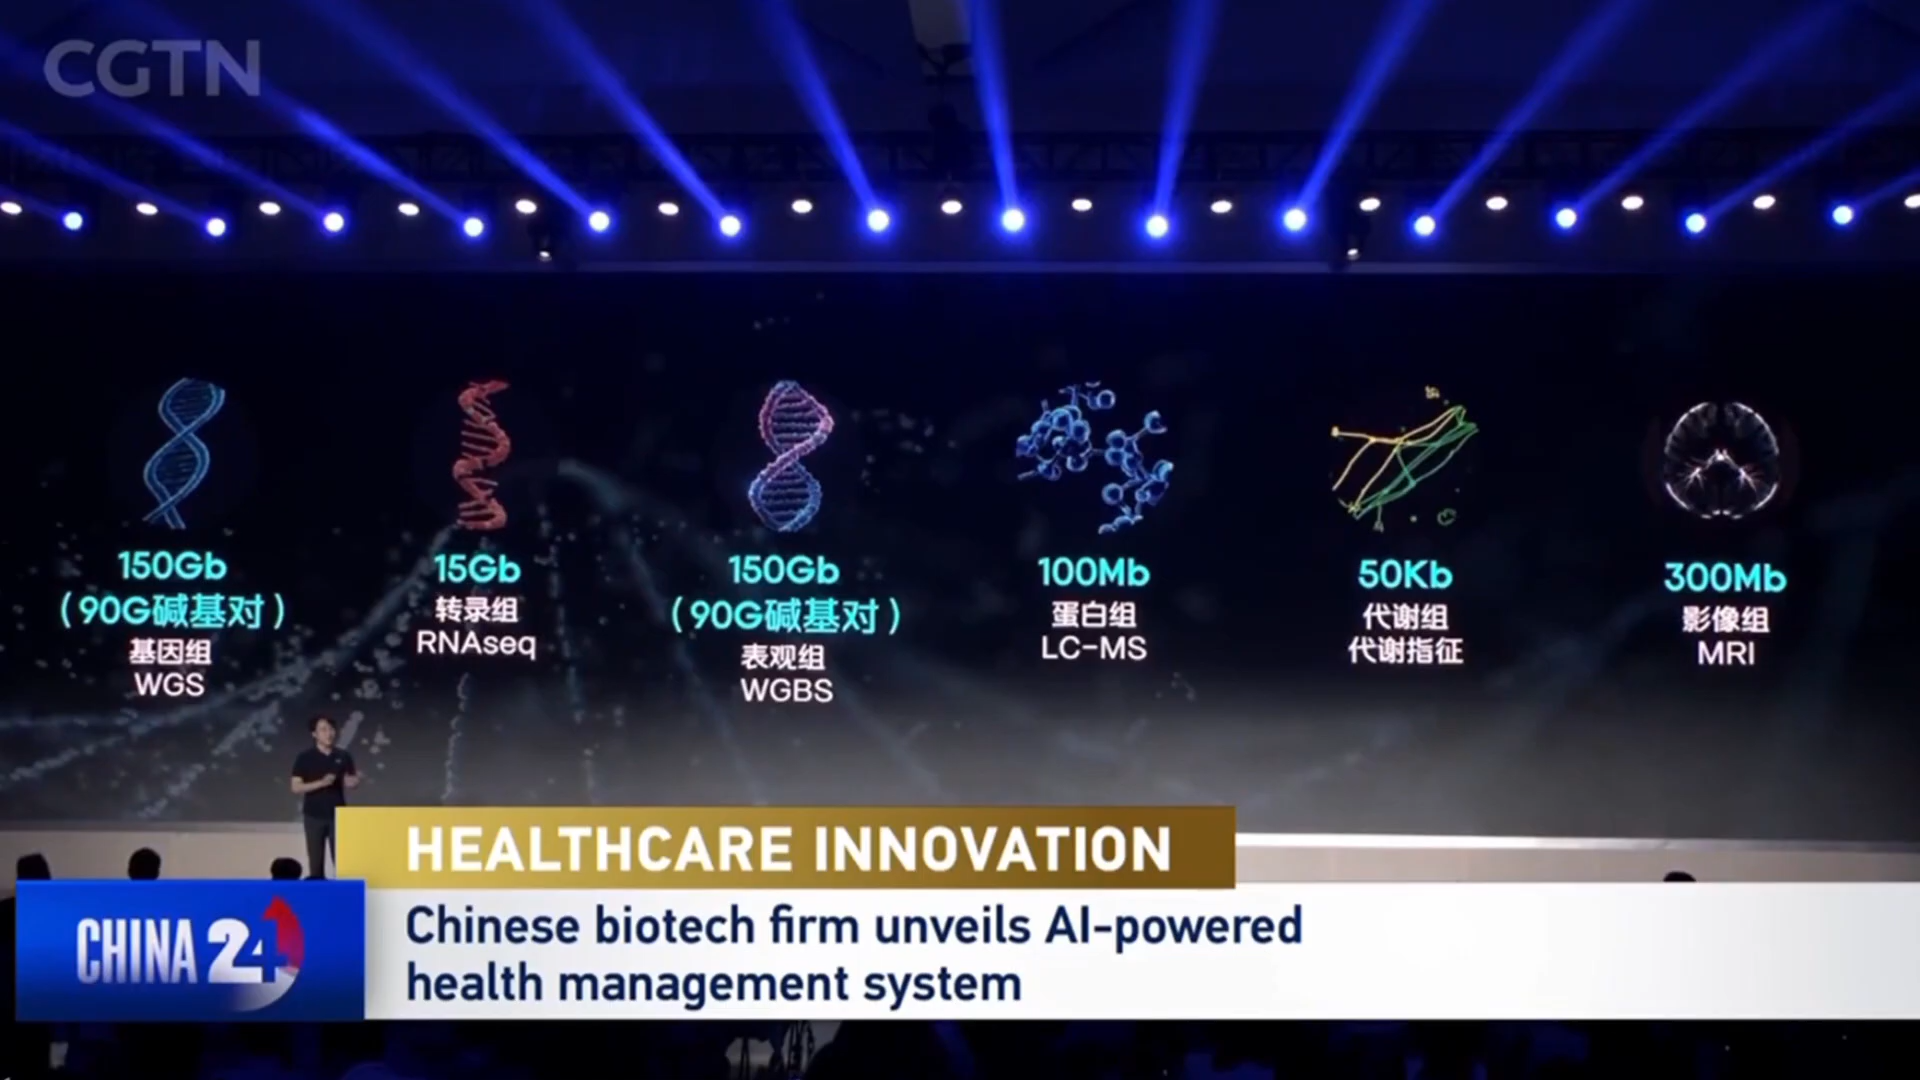 CGTN
150Gb
（90G碱基对）
基因组
WGS
15Gb
转录组
RNAseq
150Gb
（90G碱基对）
表观组
WGBS
100Mb
蛋白组
LC-MS
50Kb
代谢组
代谢指征
300Mb
影像组
MRI
HEALTHCARE INNOVATION
CHINA 24
Chinese biotech firm unveils AI-powered
health management system